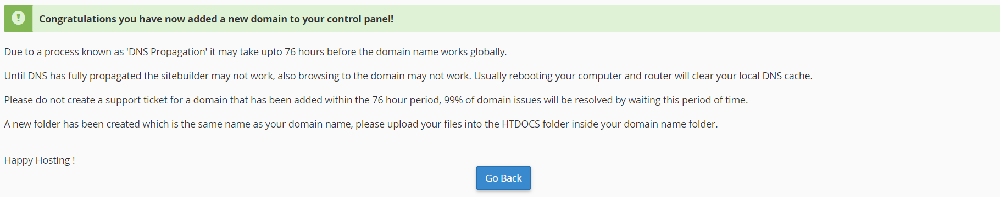 Congratulations you have now added a new domain to your control panel!
Due to a process known as 'DNS Propagation' it may take upto 76 hours before the domain name works globally.
Until DNS has fully propagated the sitebuilder may not work, also browsing to the domain may not work. Usually rebooting your computer and router will clear your local DNS cache.
Please do not create a support ticket for a domain that has been added within the 76 hour period, 99% of domain issues will be resolved by waiting this period of time.
A new folder has been created which is the same name as your domain name, please upload your files into the HTDOCS folder inside your domain name folder.
Happy Hosting !
Go Back